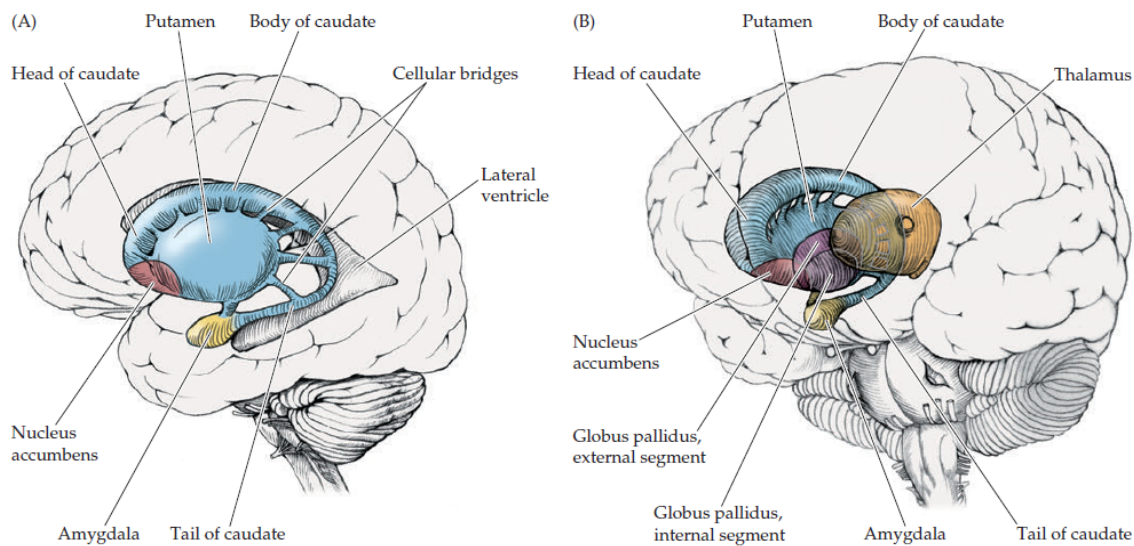 (A)
Putamen
Body of caudate
Head of caudate
Cellular bridges
Lateral
ventricle
Nucleus
accumbens
Amygdala
Tail of caudate
(B)
Putamen
Body of caudate
Head of caudate
Thalamus
Nucleus
accumbens
Globus pallidus,
external segment
Globus pallidus,
internal segment
Amygdala
Tail of caudate